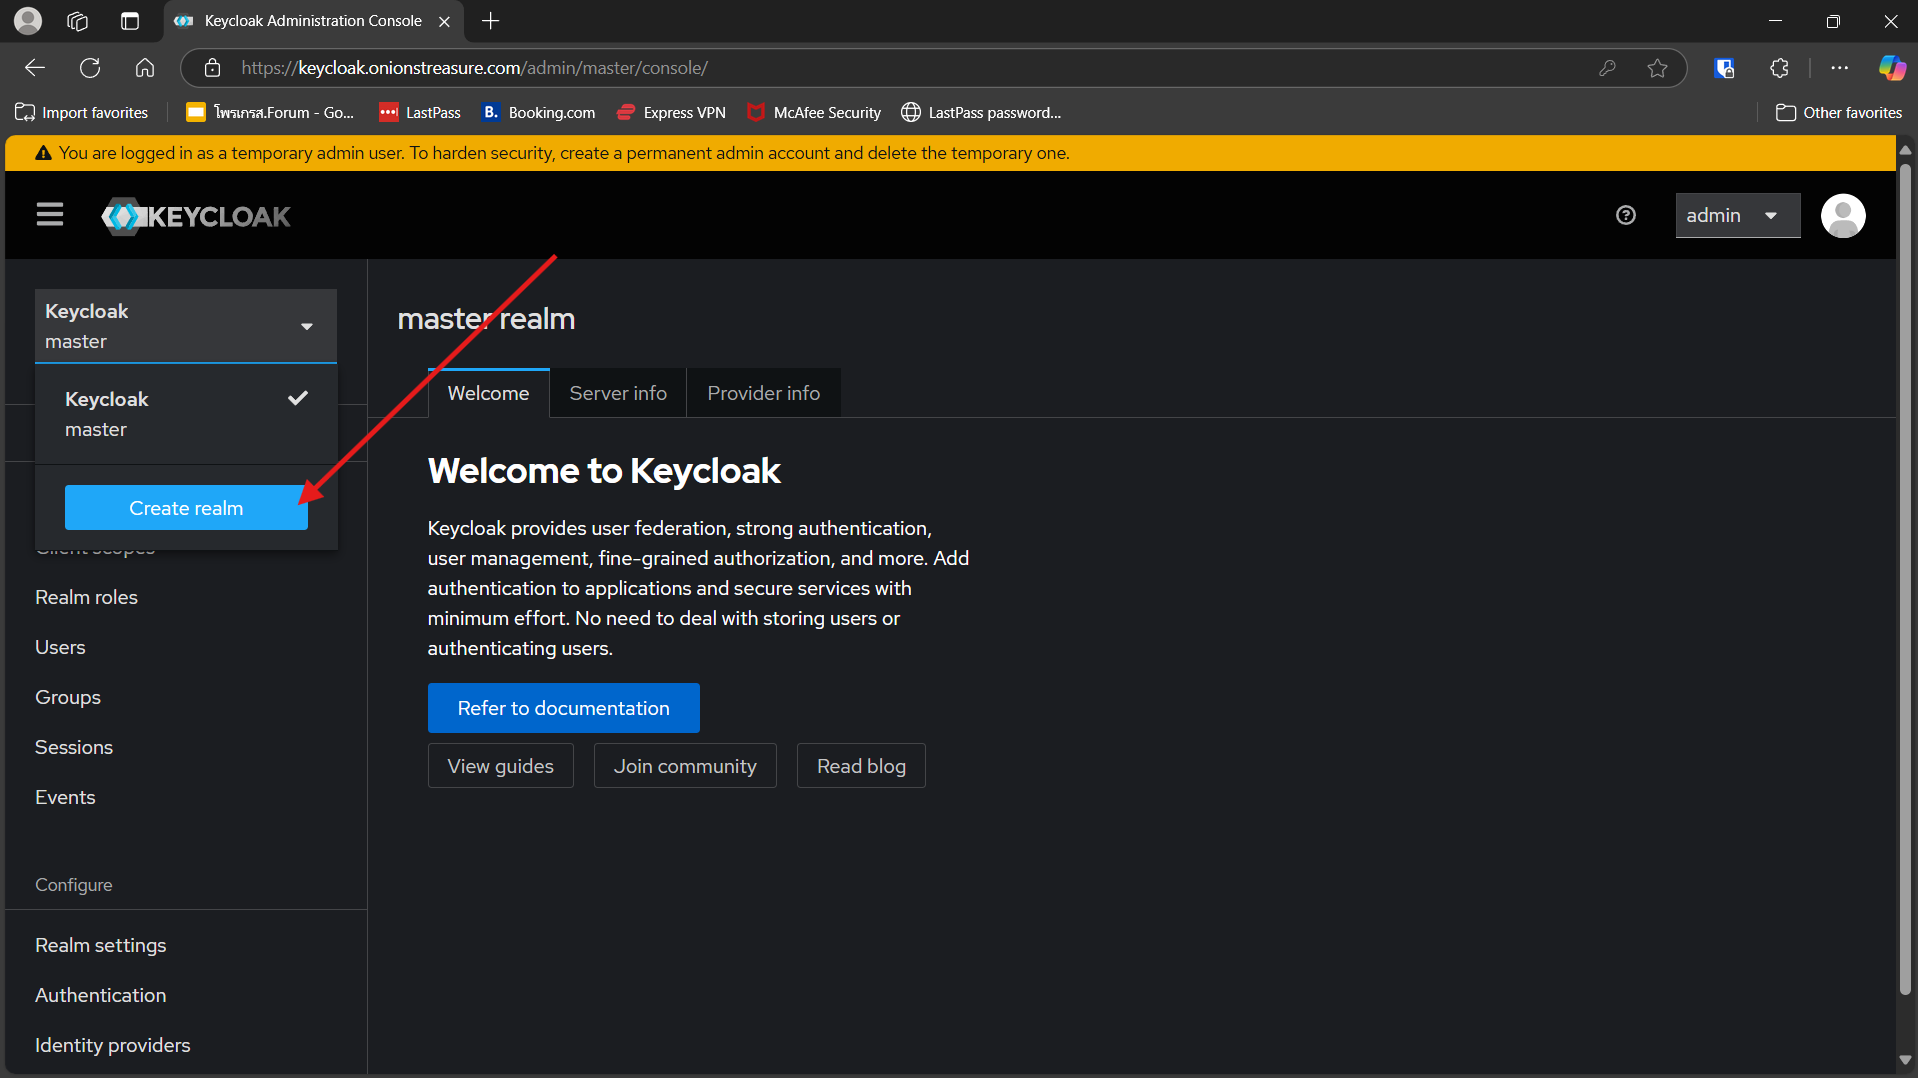 Keycloak Administration Console
https://keycloak.onionstreasure.com/admin/master/console/
Import favorites
โพรเกรส.Forum - Go...
LastPass
B. Booking.com
Express VPN
McAfee Security
LastPass password...
Other favorites
You are logged in as a temporary admin user. To harden security, create a permanent admin account and delete the temporary one.
KEYCLOAK
admin
Keycloak
master
Keycloak
master
Create realm
Client scopes
Realm roles
Users
Groups
Sessions
Events
Configure
Realm settings
Authentication
Identity providers
master realm
Welcome
Server info
Provider info
Welcome to Keycloak
Keycloak provides user federation, strong authentication,
user management, fine-grained authorization, and more. Add
authentication to applications and secure services with
minimum effort. No need to deal with storing users or
authenticating users.
Refer to documentation
View guides
Join community
Read blog